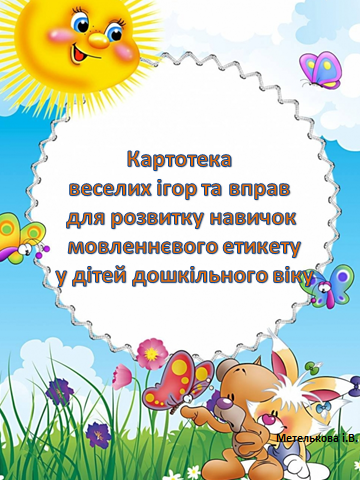 Картотека
веселих ігор та вправ
для розвитку навичок
мовленнєвого етикету
у дітей дошкільного віку
Метелькова І.В.